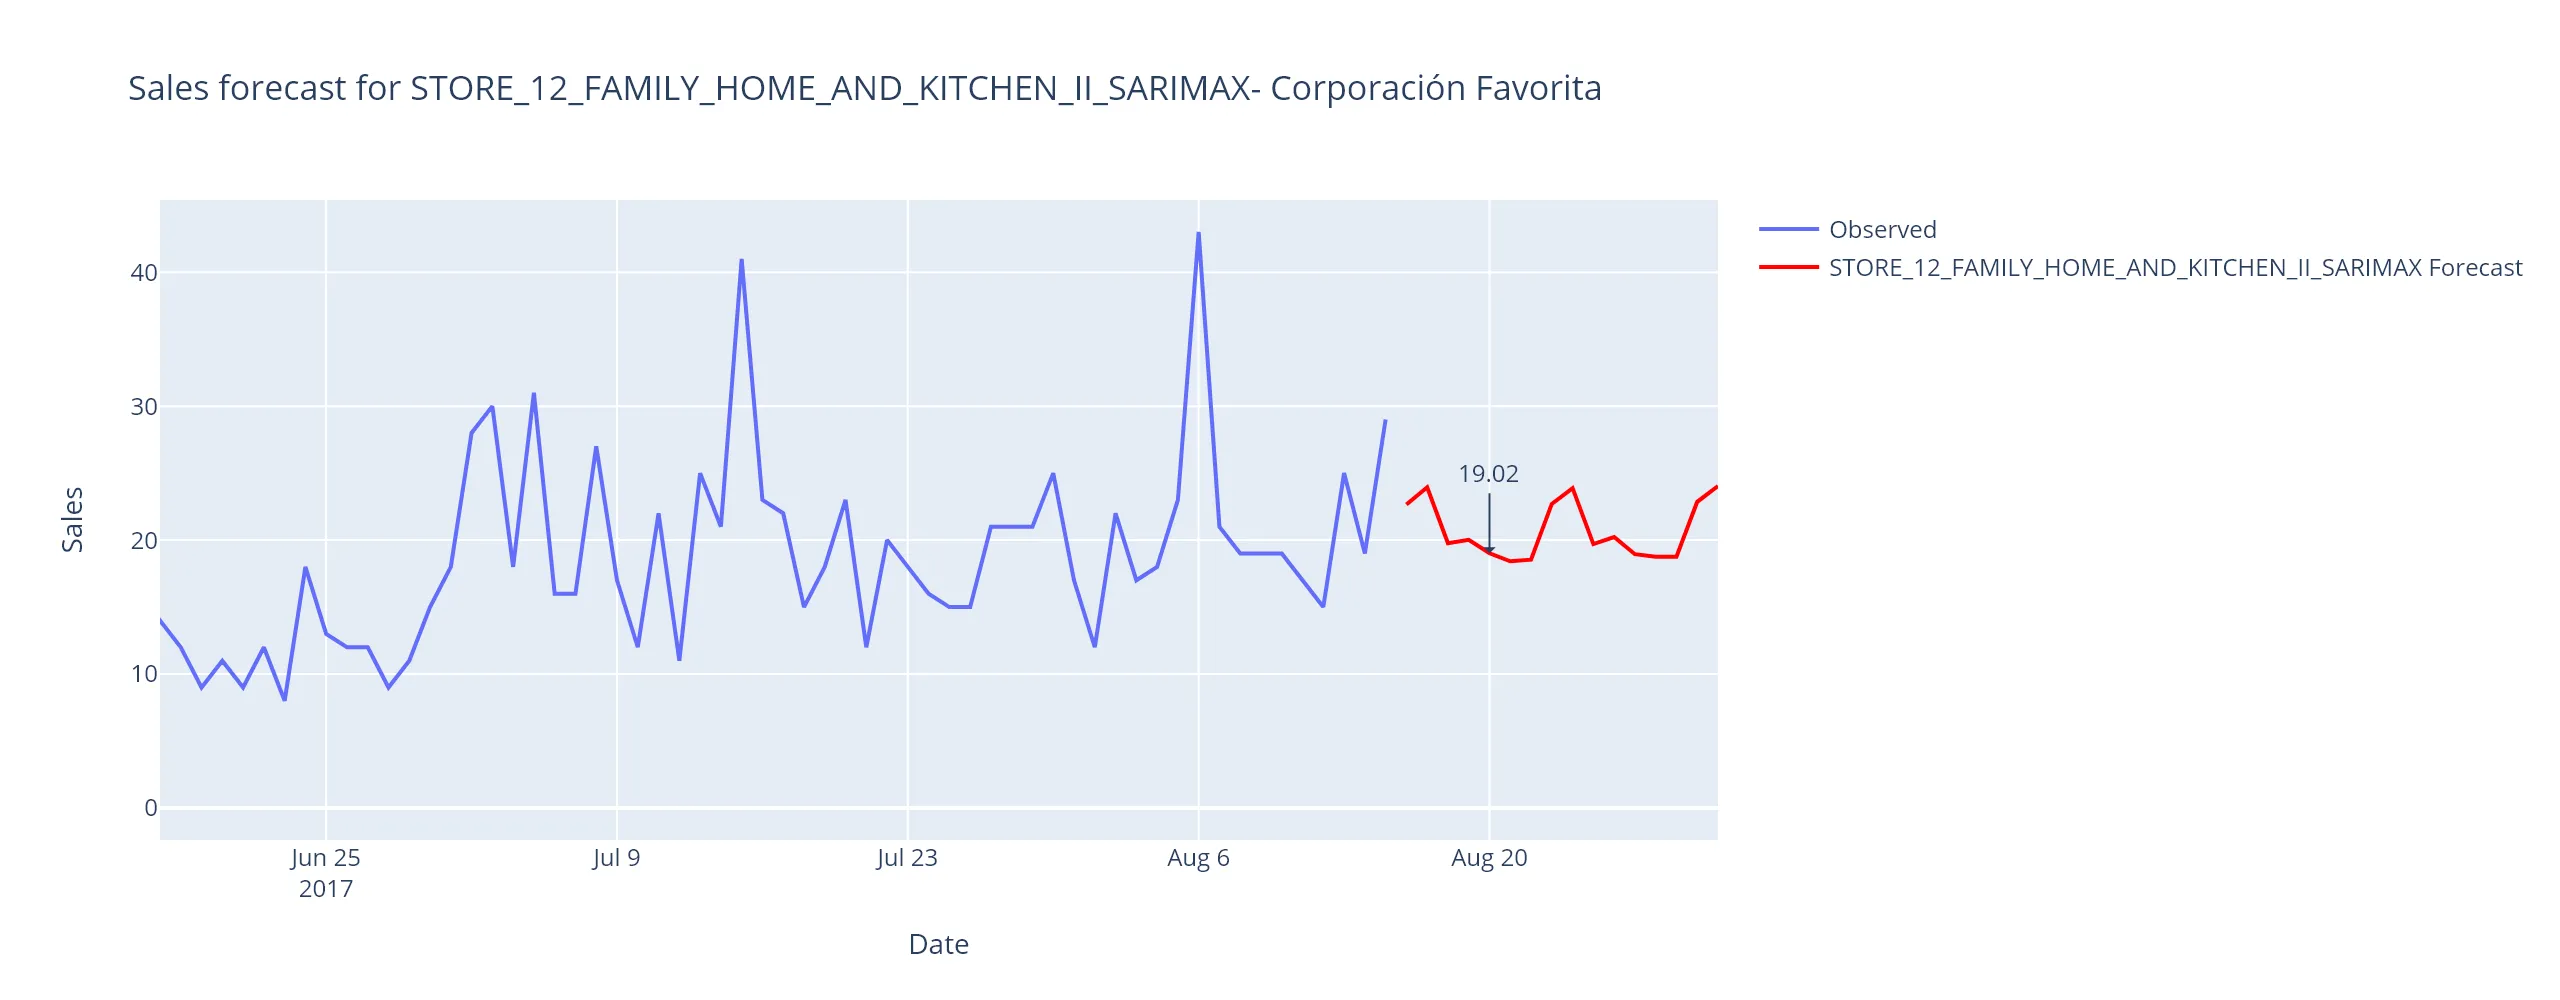 Sales forecast for STORE_12_FAMILY_HOME_AND_KITCHEN_II_SARIMAX- Corporación Favorita
Observed
STORE_12_FAMILY_HOME_AND_KITCHEN_II_SARIMAX Forecast
40
30
20
10
0
Sales
19.02
Jun 25
2017
Jul 9
Jul 23
Aug 6
Aug 20
Date